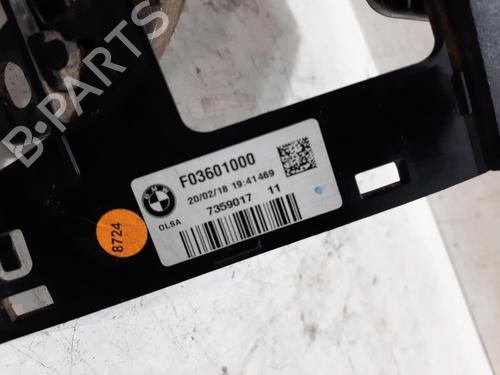 B-PARTS
F03601000
20/02/18 19:41469
OLSA
7359017 11
8724